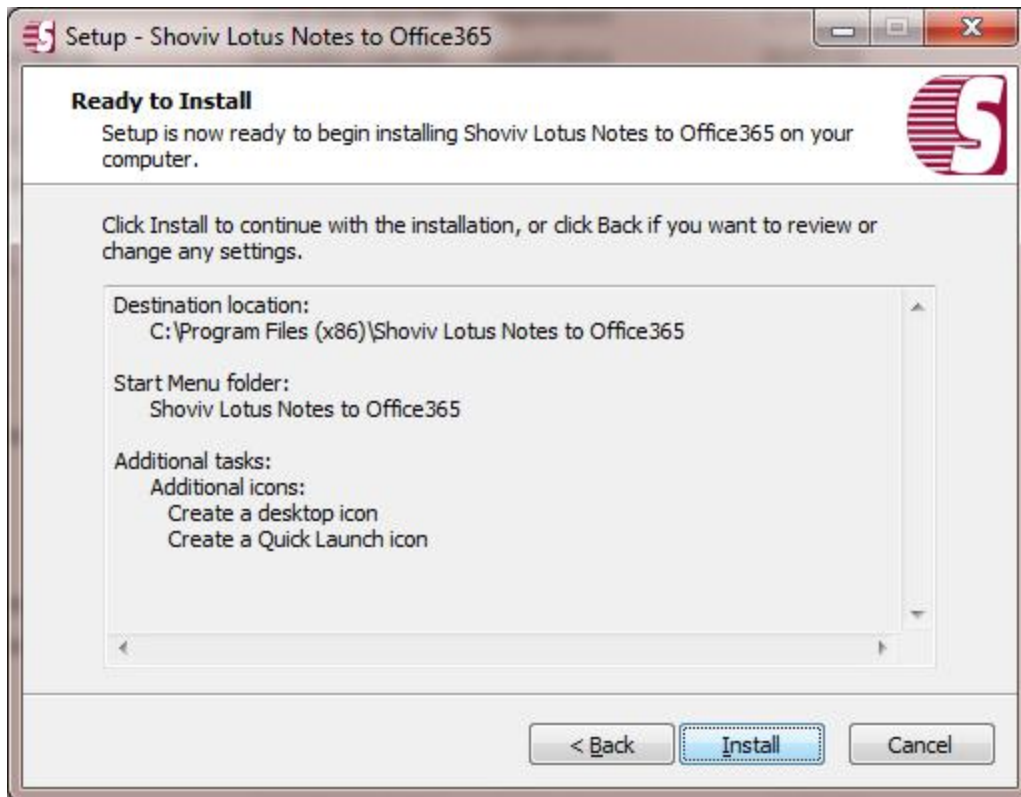 Setup - Shoviv Lotus Notes to Office365
Ready to Install
Setup is now ready to begin installing Shoviv Lotus Notes to Office365 on your
computer.
Click Install to continue with the installation, or click Back if you want to review or
change any settings.
Destination location:
C:\Program Files (x86)\Shoviv Lotus Notes to Office365
Start Menu folder:
Shoviv Lotus Notes to Office365
Additional tasks:
Additional icons:
Create a desktop icon
Create a Quick Launch icon
< Back Install Cancel